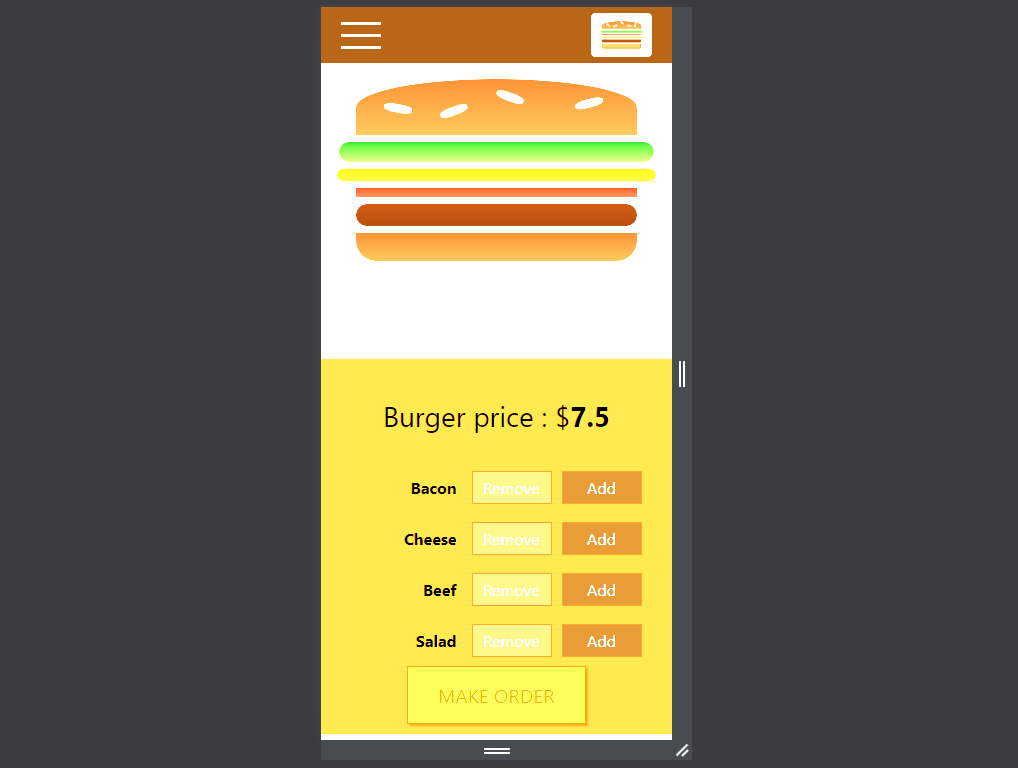 Burger price : $7.5
Bacon Remove Add
Cheese Remove Add
Beef Remove Add
Salad Remove Add
MAKE ORDER